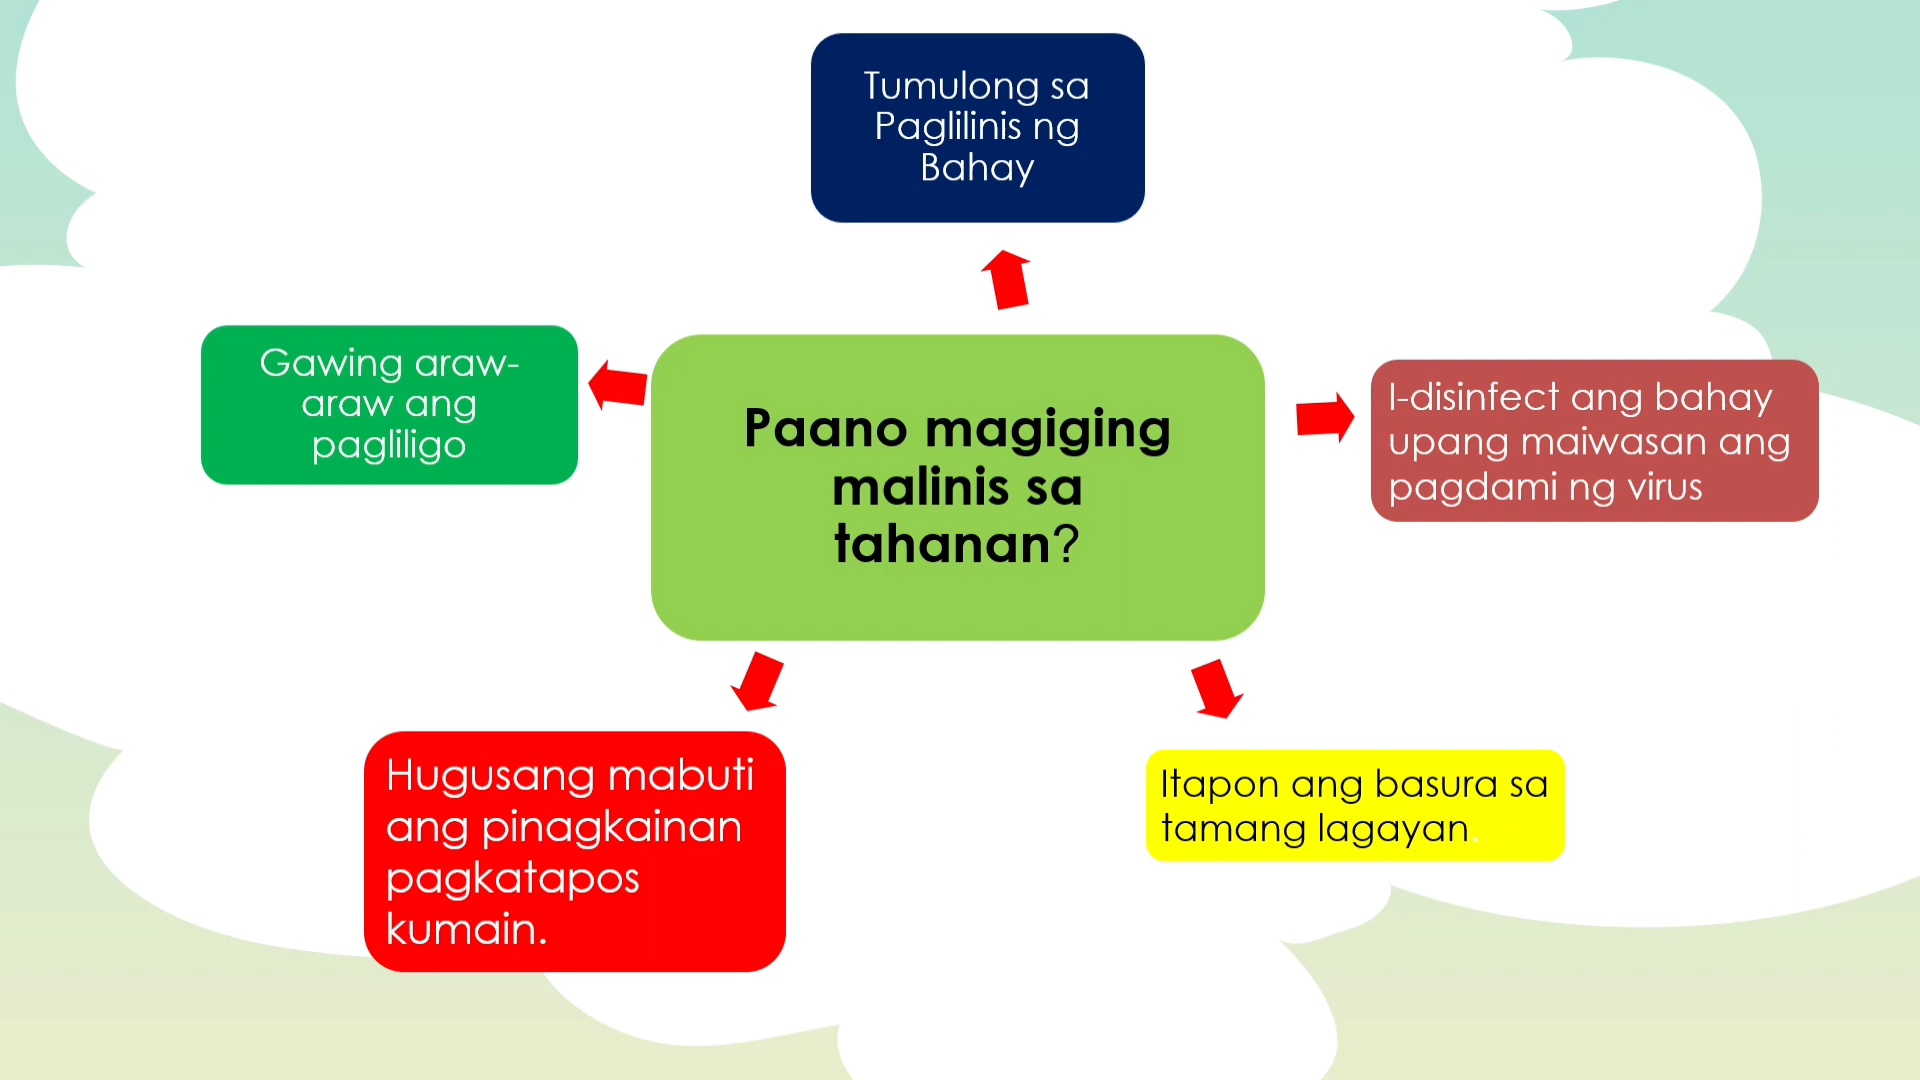 Tumulong sa
Paglilinis ng
Bahay
Gawing araw-
araw ang
pagliligo
Paano magiging
malinis sa
tahanan?
I-disinfect ang bahay
upang maiwasan ang
pagdami ng virus
Hugusang mabuti
ang pinagkainan
pagkatapos
kumain.
Itapon ang basura sa
tamang lagayan.